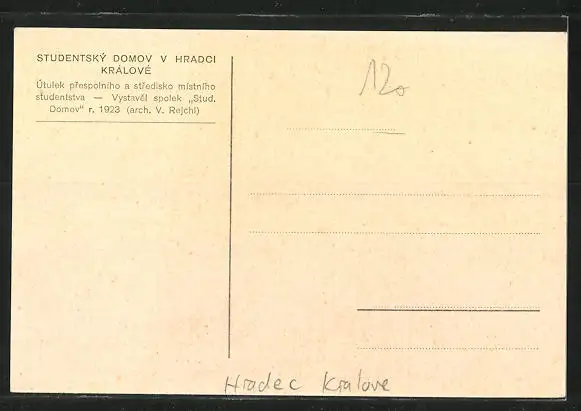 STUDENTSKÝ DOMOV V HRADCI
KRÁLOVÉ
Útulek přespolního a středisko místního
studentstva — Vystavěl spolek „Stud.
Domov" r. 1923 (arch. V. Rejchl)
120
Hradec Kralove